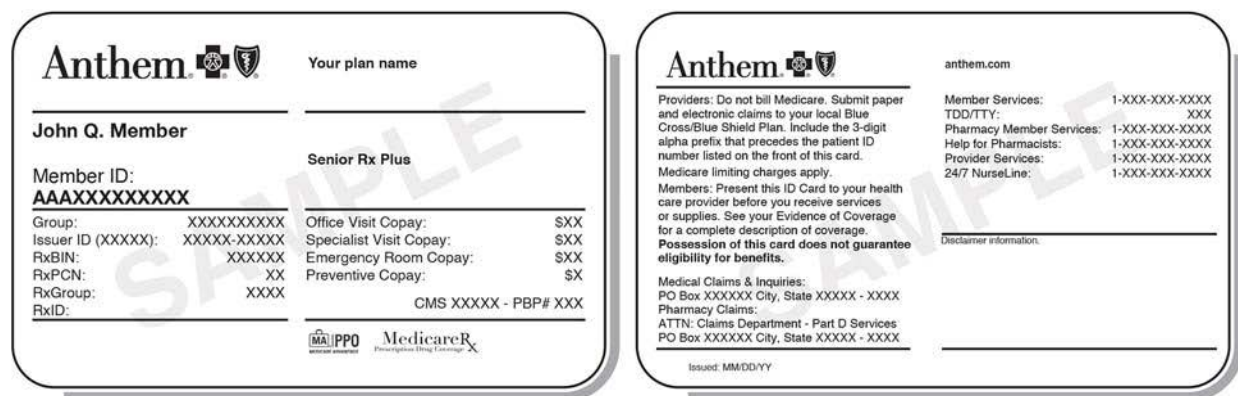 Anthem
Your plan name
John Q. Member
Member ID:
AAAXXXXXXXXXX
Senior Rx Plus
Group: XXXXXXXXXX
Issuer ID (XXXXX): XXXXX-XXXXX
RxBIN: XXXXXX
RxPCN: XX
RxGroup: XXXX
RxID:
Office Visit Copay: $XX
Specialist Visit Copay: $XX
Emergency Room Copay: $XX
Preventive Copay: $X
CMS XXXXX - PBP# XXX
MA PPO
MEDICARE ADVANTAGE
MedicareRx
Prescription Drug Coverage
SAMPLE
Anthem
anthem.com
Providers: Do not bill Medicare. Submit paper
and electronic claims to your local Blue
Cross/Blue Shield Plan. Include the 3-digit
alpha prefix that precedes the patient ID
number listed on the front of this card.
Medicare limiting charges apply.
Members: Present this ID Card to your health
care provider before you receive services
or supplies. See your Evidence of Coverage
for a complete description of coverage.
Possession of this card does not guarantee
eligibility for benefits.
Medical Claims & Inquiries:
PO Box XXXXXX City, State XXXXX - XXXX
Pharmacy Claims:
ATTN: Claims Department - Part D Services
PO Box XXXXXX City, State XXXXX - XXXX
Issued: MM/DD/YY
Member Services: 1-XXX-XXX-XXXX
TDD/TTY: XXX
Pharmacy Member Services: 1-XXX-XXX-XXXX
Help for Pharmacists: 1-XXX-XXX-XXXX
Provider Services: 1-XXX-XXX-XXXX
24/7 NurseLine: 1-XXX-XXX-XXXX
Disclaimer information.
SAMPLE